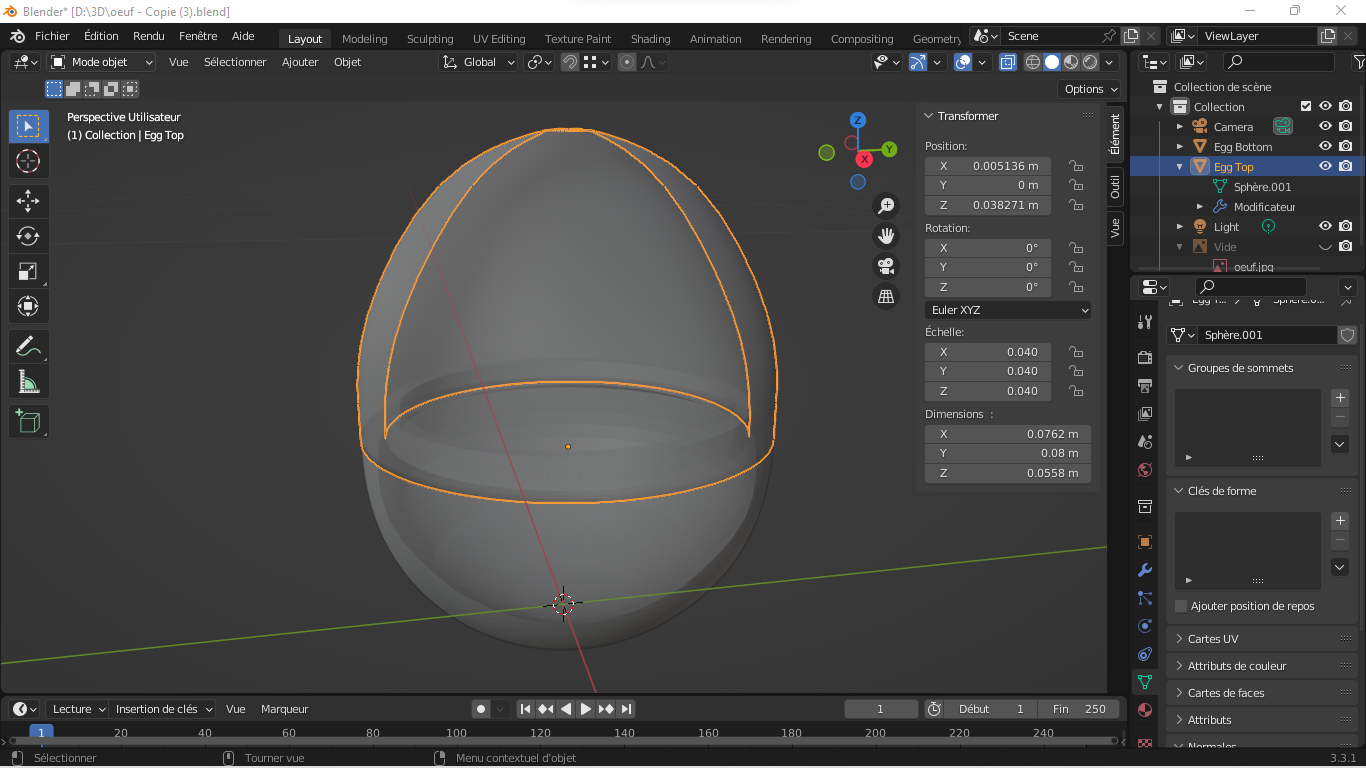 Blender* [D:\3D\oeuf - Copie (3).blend]
Fichier Édition Rendu Fenêtre Aide Layout Modeling Sculpting UV Editing Texture Paint Shading Animation Rendering Compositing Geometry Scene ViewLayer
Mode objet Vue Sélectionner Ajouter Objet Global
Options
Perspective Utilisateur
(1) Collection | Egg Top
Z
Y
X
Transformer
Position:
X 0.005136 m
Y 0 m
Z 0.038271 m
Rotation:
X 0°
Y 0°
Z 0°
Euler XYZ
Échelle:
X 0.040
Y 0.040
Z 0.040
Dimensions :
X 0.0762 m
Y 0.08 m
Z 0.0558 m
Élément
Outil
Vue
Collection de scène
Collection
Camera
Egg Bottom
Egg Top
Sphère.001
Modificateur
Light
Vide
oeuf.jpg
Sphère.001
Groupes de sommets
Clés de forme
Ajouter position de repos
Cartes UV
Attributs de couleur
Cartes de faces
Attributs
Normales
Lecture Insertion de clés Vue Marqueur 1 Début 1 Fin 250
1 20 40 60 80 100 120 140 160 180 200 220 240
Sélectionner Tourner vue Menu contextuel d'objet 3.3.1